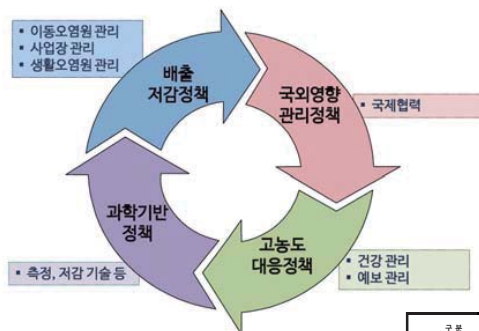 ▪ 이동오염원 관리
▪ 사업장 관리
▪ 생활오염원 관리
배출
저감정책
국외영향
관리정책
▪ 국제협력
과학기반
정책
고농도
대응정책
▪ 측정, 저감 기술 등
▪ 건강 관리
▪ 예보 관리
구 분